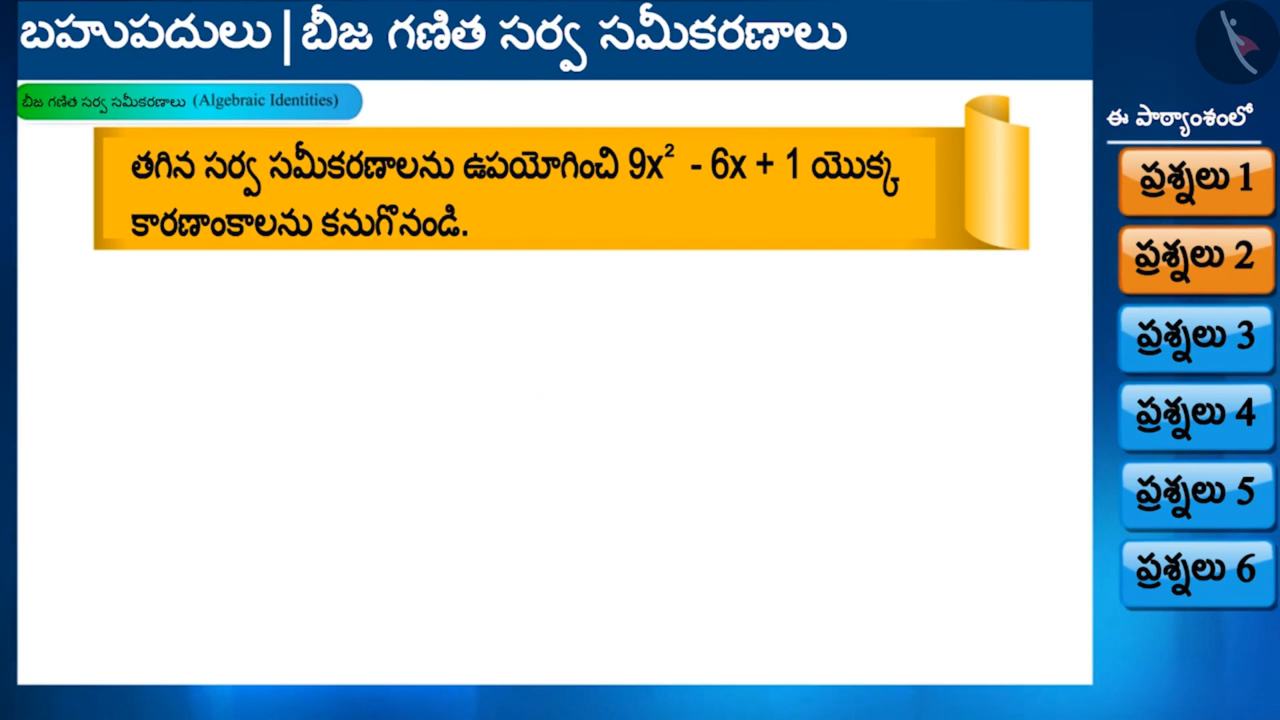 బహుపదులు | బీజ గణిత సర్వ సమీకరణాలు
బీజ గణిత సర్వ సమీకరణాలు (Algebraic Identities)
తగిన సర్వ సమీకరణాలను ఉపయోగించి 9x² - 6x + 1 యొక్క
కారణాంకాలను కనుగొనండి.
ఈ పాఠ్యాంశంలో
ప్రశ్నలు 1
ప్రశ్నలు 2
ప్రశ్నలు 3
ప్రశ్నలు 4
ప్రశ్నలు 5
ప్రశ్నలు 6